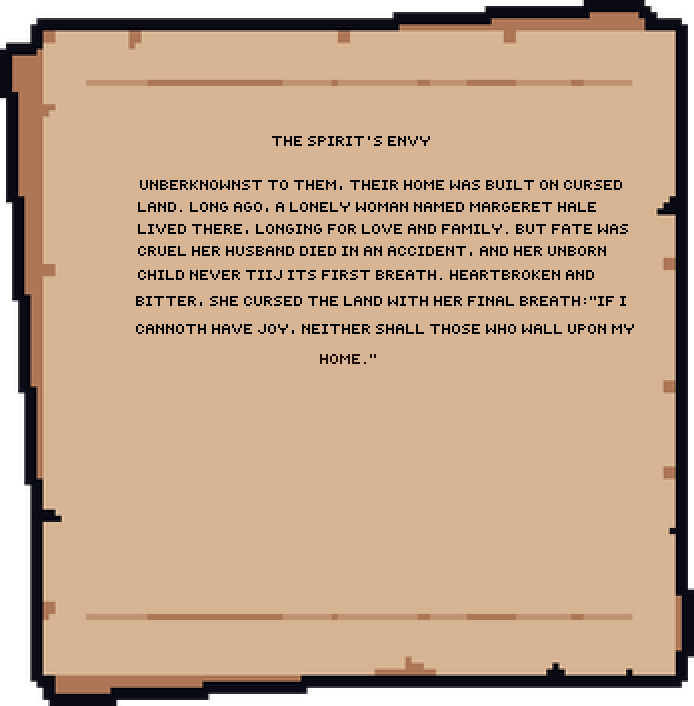 THE SPIRIT'S ENVY
UNBERKNOWNST TO THEM, THEIR HOME WAS BUILT ON CURSED
LAND. LONG AGO, A LONELY WOMAN NAMED MARGERET HALE
LIVED THERE, LONGING FOR LOVE AND FAMILY. BUT FATE WAS
CRUEL HER HUSBAND DIED IN AN ACCIDENT, AND HER UNBORN
CHILD NEVER TIIJ ITS FIRST BREATH. HEARTBROKEN AND
BITTER, SHE CURSED THE LAND WITH HER FINAL BREATH:"IF I
CANNOTH HAVE JOY, NEITHER SHALL THOSE WHO WALL UPON MY
HOME."